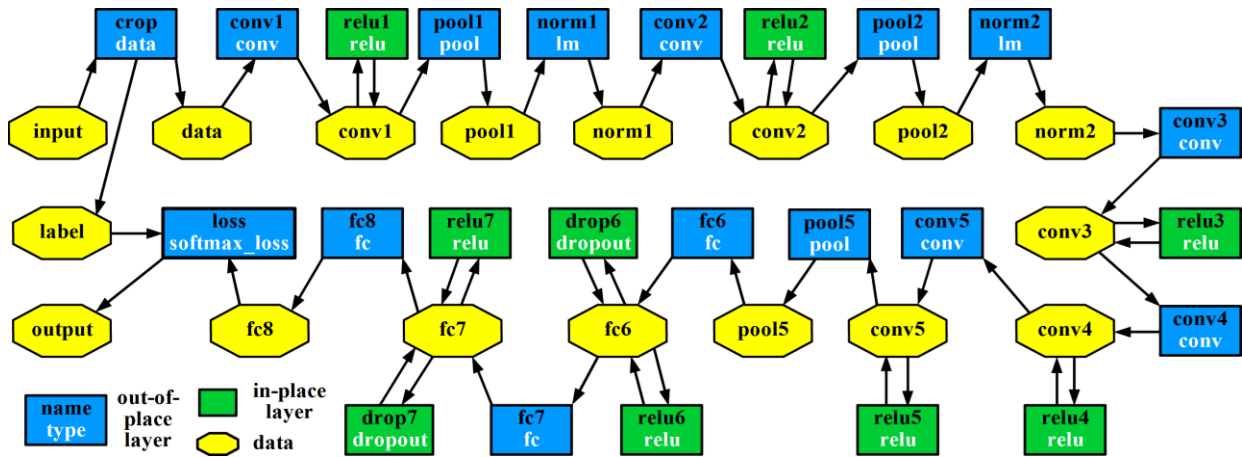 crop
data
conv1
conv
relu1
relu
pool1
pool
norm1
lm
conv2
conv
relu2
relu
pool2
pool
norm2
lm
input
data
conv1
pool1
norm1
conv2
pool2
norm2
conv3
conv
label
loss
softmax_loss
fc8
fc
relu7
relu
drop6
dropout
fc6
fc
pool5
pool
conv5
conv
conv3
relu3
relu
output
fc8
fc7
fc6
pool5
conv5
conv4
conv4
conv
name
type
out-of-
place
layer
in-place
layer
data
drop7
dropout
fc7
fc
relu6
relu
relu5
relu
relu4
relu